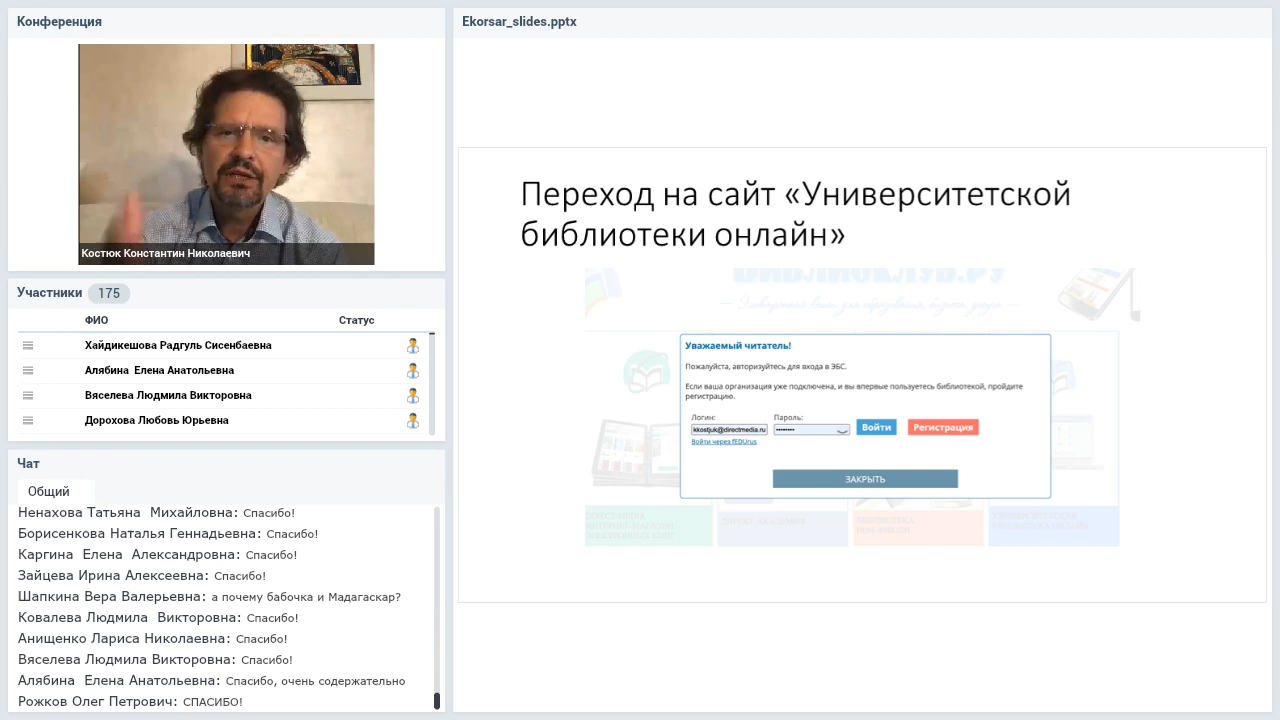 Конференция
Костюк Константин Николаевич
Участники 175
ФИО Статус
Хайдикешова Радгуль Сисенбаевна
Алябина Елена Анатольевна
Вяселева Людмила Викторовна
Дорохова Любовь Юрьевна
Чат
Общий
Ненахова Татьяна Михайловна: Спасибо!
Борисенкова Наталья Геннадьевна: Спасибо!
Каргина Елена Александровна: Спасибо!
Зайцева Ирина Алексеевна: Спасибо!
Шапкина Вера Валерьевна: а почему бабочка и Мадагаскар?
Ковалева Людмила Викторовна: Спасибо!
Анищенко Лариса Николаевна: Спасибо!
Вяселева Людмила Викторовна: Спасибо!
Алябина Елена Анатольевна: Спасибо, очень содержательно
Рожков Олег Петрович: СПАСИБО!
Ekorsar_slides.pptx
Переход на сайт «Университетской
библиотеки онлайн»
БИБЛИОКЛУБ.РУ
Уважаемый читатель!
Пожалуйста, авторизуйтесь для входа в ЭБС.
Если ваша организация уже подключена, и вы впервые пользуетесь библиотекой, пройдите
регистрацию.
Логин: Пароль:
kkostjuk@directmedia.ru •••••••• Войти Регистрация
Войти через fEDUrus
ЗАКРЫТЬ